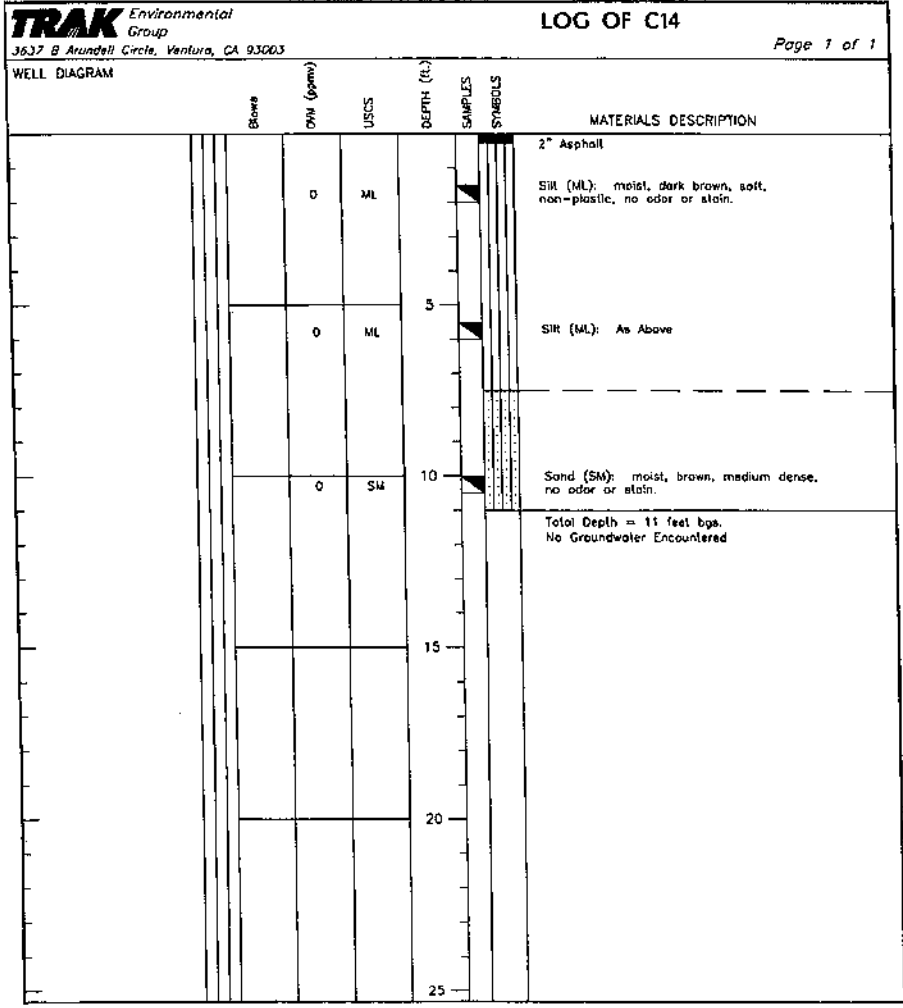 TRAK Environmental Group
3637 B Arundell Circle, Ventura, CA 93003
LOG OF C14
Page 1 of 1
WELL DIAGRAM
Blows
OVM (ppmv)
USCS
DEPTH (ft.)
SAMPLES
SYMBOLS
MATERIALS DESCRIPTION
2" Asphalt
0 ML
Silt (ML): moist, dark brown, soft,
non-plastic, no odor or stain.
5
0 ML
Silt (ML): As Above
10
0 SM
Sand (SM): moist, brown, medium dense,
no odor or stain.
Total Depth = 11 feet bgs.
No Groundwater Encountered
15
20
25